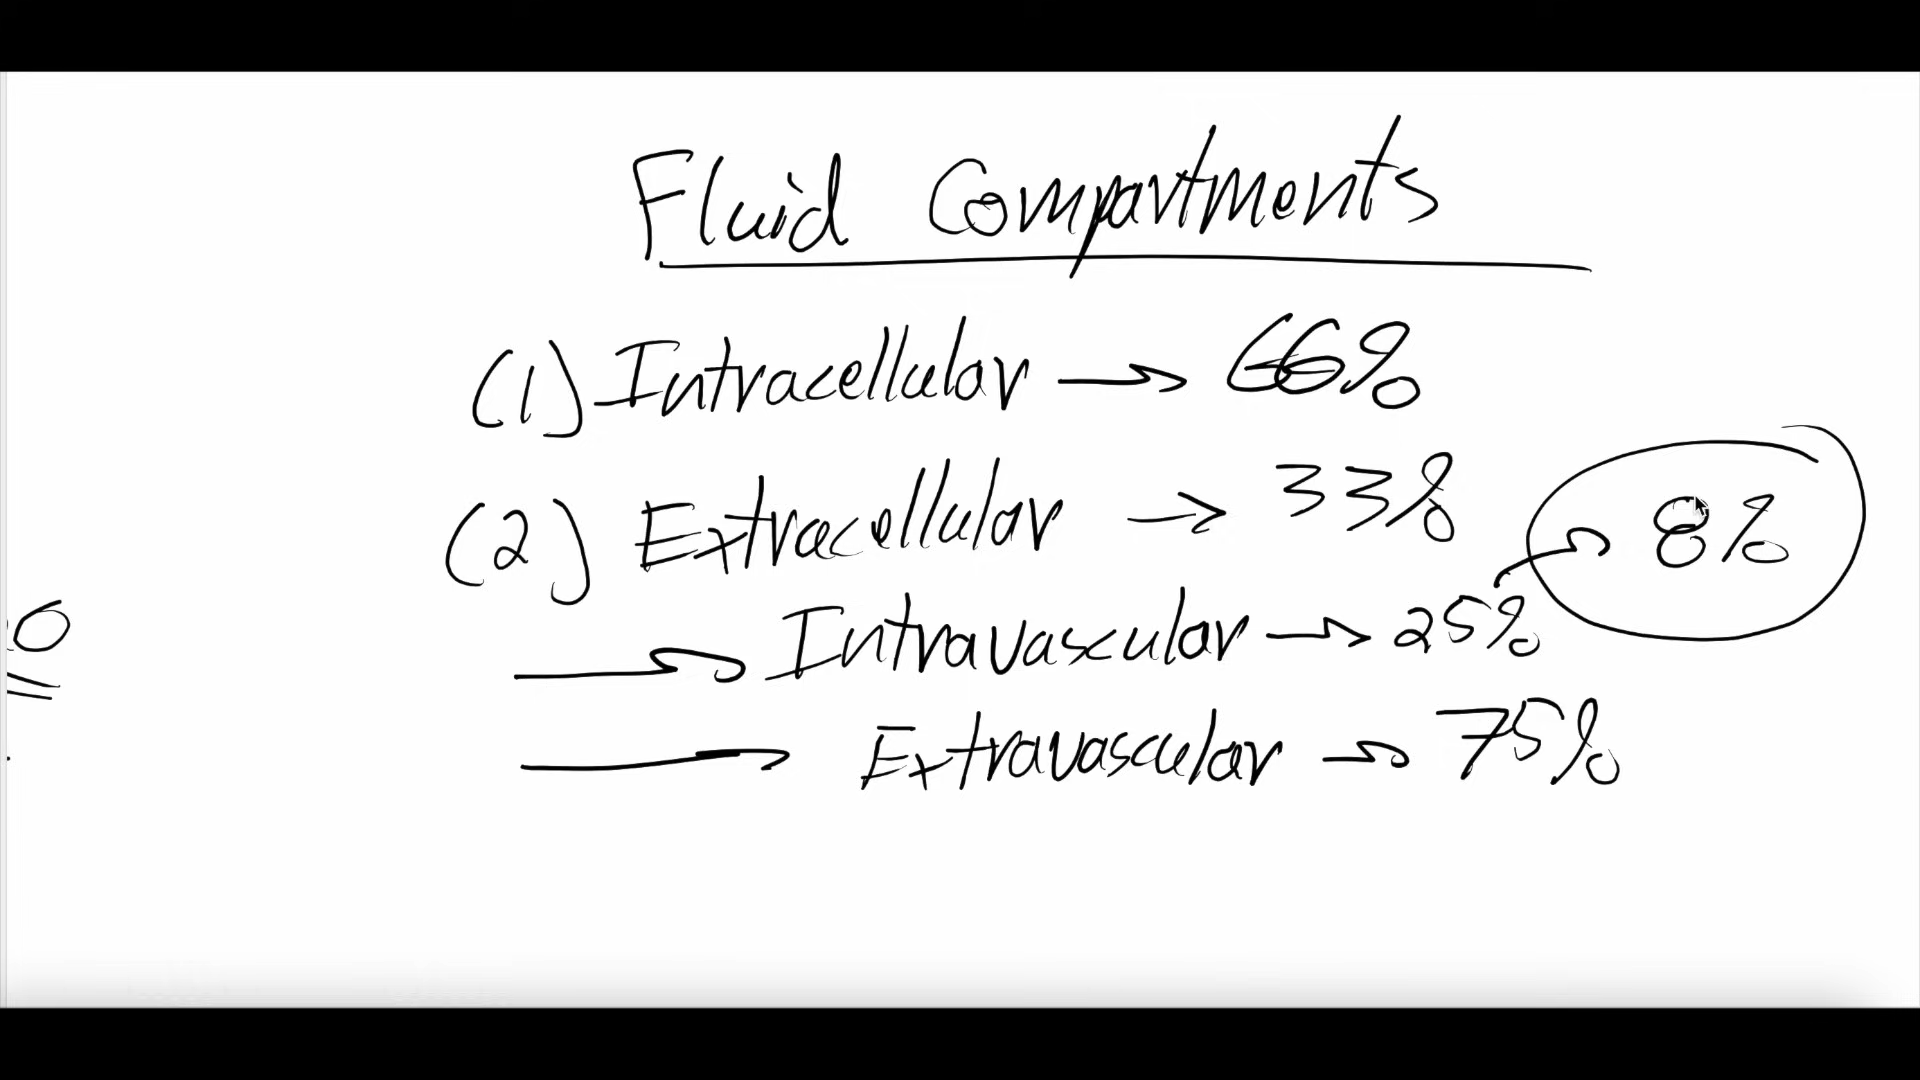 Fluid Compartments
(1) Intracellular → 66%
(2) Extracellular → 33%
→ Intravascular → 25% → 8%
→ Extravascular → 75%